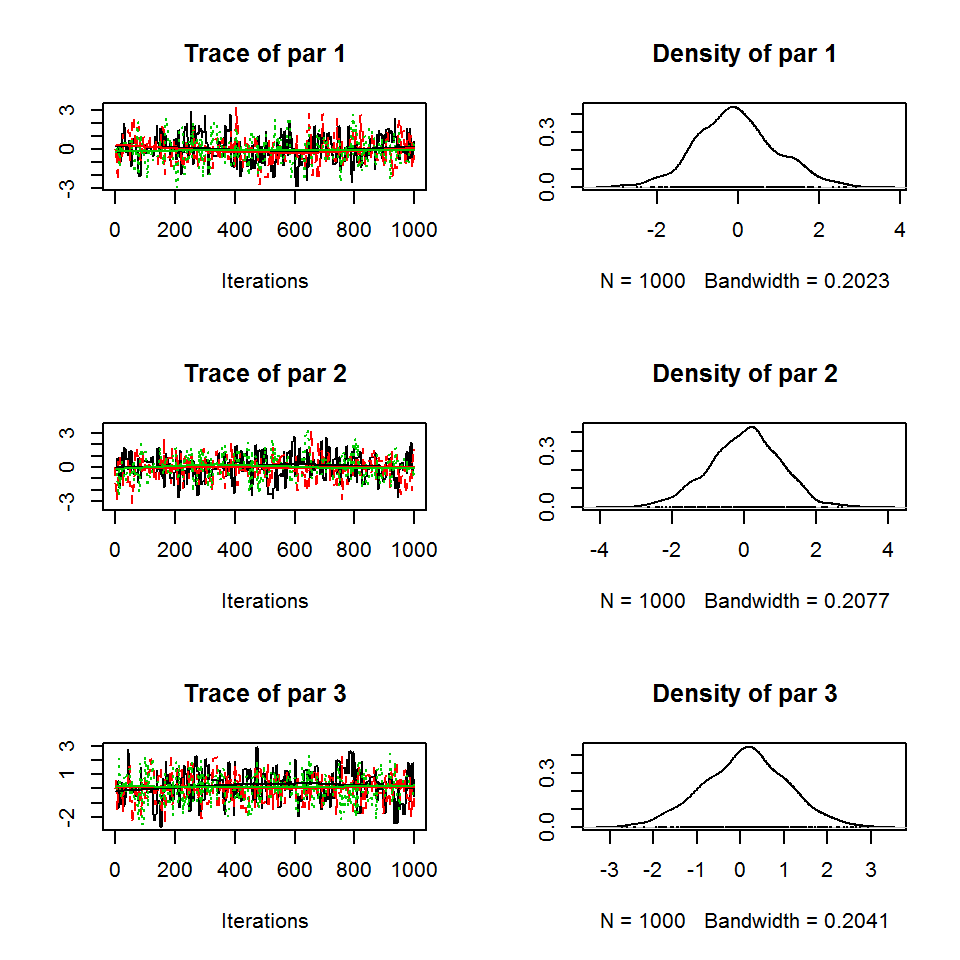 Trace of par 1
3
0
-3
0 200 400 600 800 1000
Iterations
Density of par 1
0.3
0.0
-2 0 2 4
N = 1000 Bandwidth = 0.2023
Trace of par 2
3
0
-3
0 200 400 600 800 1000
Iterations
Density of par 2
0.3
0.0
-4 -2 0 2 4
N = 1000 Bandwidth = 0.2077
Trace of par 3
3
1
-2
0 200 400 600 800 1000
Iterations
Density of par 3
0.3
0.0
-3 -2 -1 0 1 2 3
N = 1000 Bandwidth = 0.2041